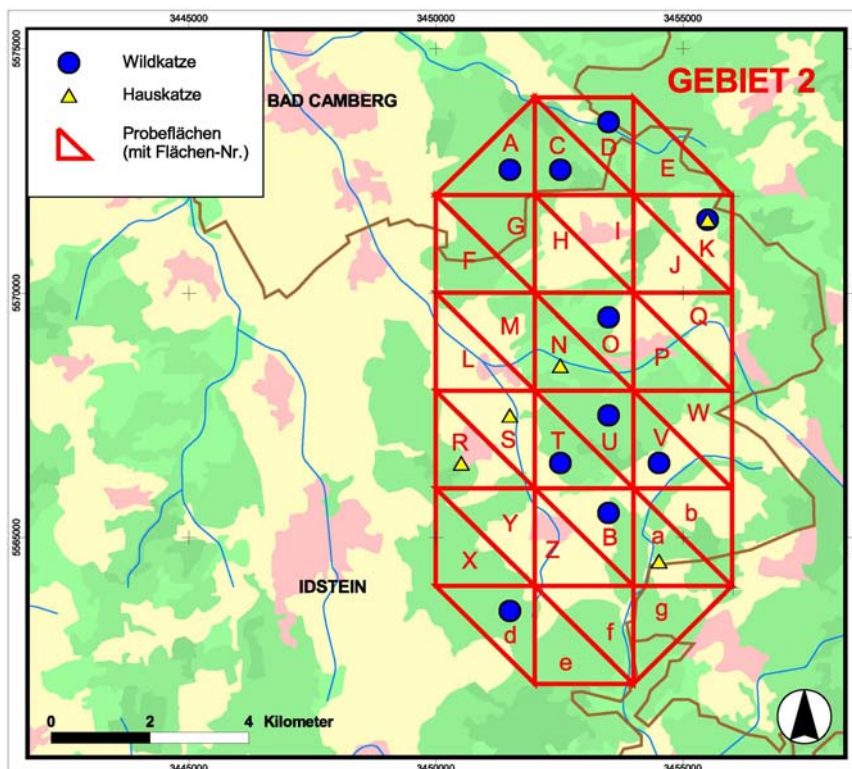 3445000 3450000 3455000
5575000
Wildkatze
Hauskatze
Probeflächen
(mit Flächen-Nr.)
GEBIET 2
BAD CAMBERG
A C D
E
G H I
F J K
M N O Q
L P
R S T U V W
Y Z B a b
X
IDSTEIN
d e f g
5570000
5565000
0 2 4 Kilometer
3445000 3450000 3455000